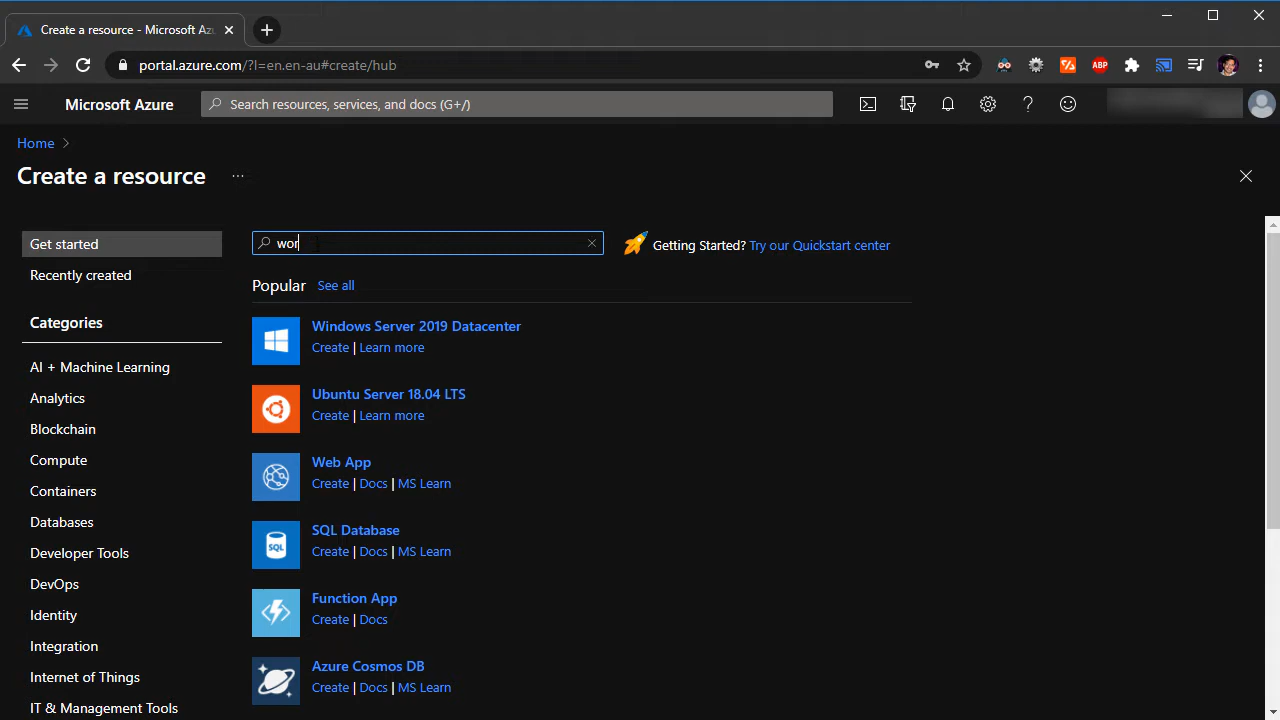 Create a resource - Microsoft Azu
portal.azure.com/?l=en.en-au#create/hub
ABP
Microsoft Azure
Search resources, services, and docs (G+/)
Home
Create a resource
Get started
wor
Getting Started? Try our Quickstart center
Recently created
Popular See all
Categories
Windows Server 2019 Datacenter
Create | Learn more
AI + Machine Learning
Analytics
Ubuntu Server 18.04 LTS
Create | Learn more
Blockchain
Compute
Web App
Create | Docs | MS Learn
Containers
Databases
SQL
SQL Database
Create | Docs | MS Learn
Developer Tools
DevOps
Function App
Create | Docs
Identity
Integration
Azure Cosmos DB
Create | Docs | MS Learn
Internet of Things
IT & Management Tools